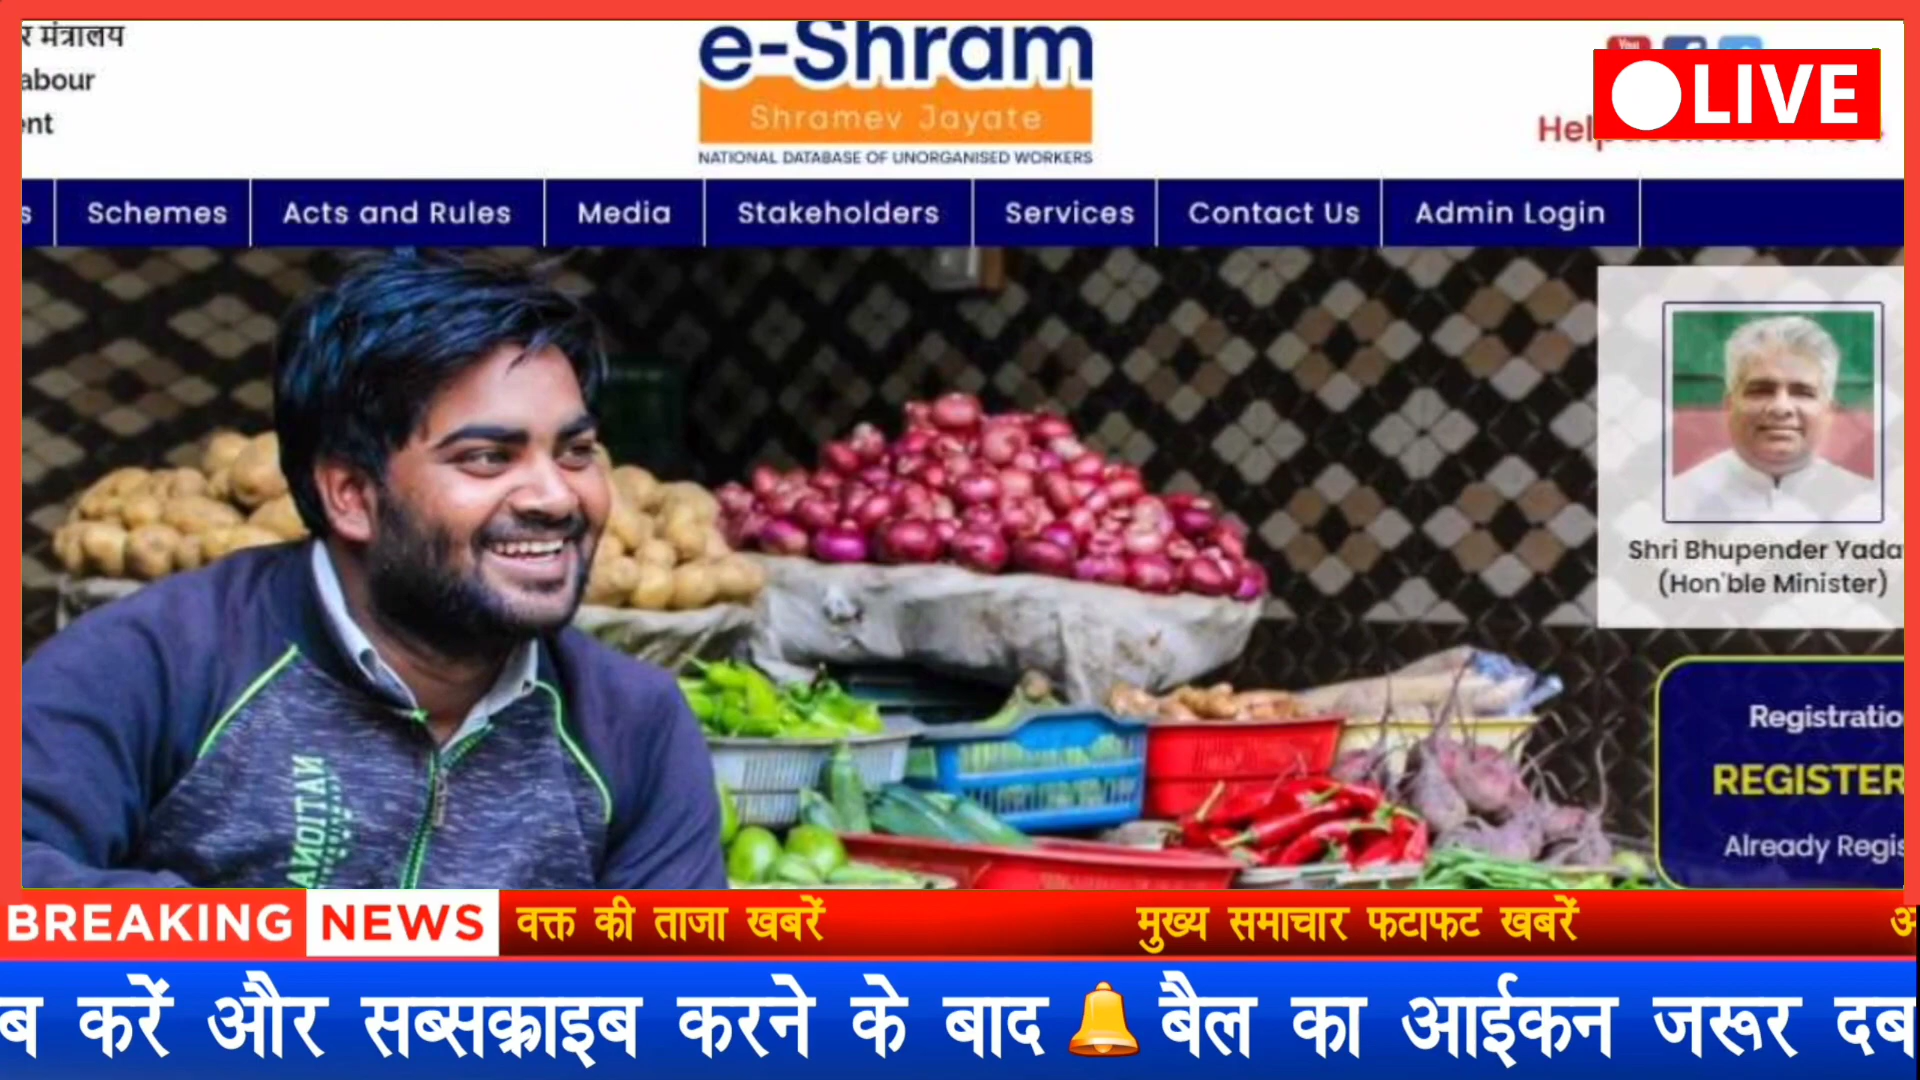 मंत्रालय
e-Shram
Shramev Jayate
NATIONAL DATABASE OF UNORGANISED WORKERS
You
LIVE
Schemes
Acts and Rules
Media
Stakeholders
Services
Contact Us
Admin Login
Shri Bhupender Yada
(Hon'ble Minister)
NATIONAL
Registratio
REGISTER
Already Regis
BREAKING NEWS वक्त की ताजा खबरें मुख्य समाचार फटाफट खबरें
ब करें और सब्सक्राइब करने के बाद 🔔 बैल का आईकन जरूर दब